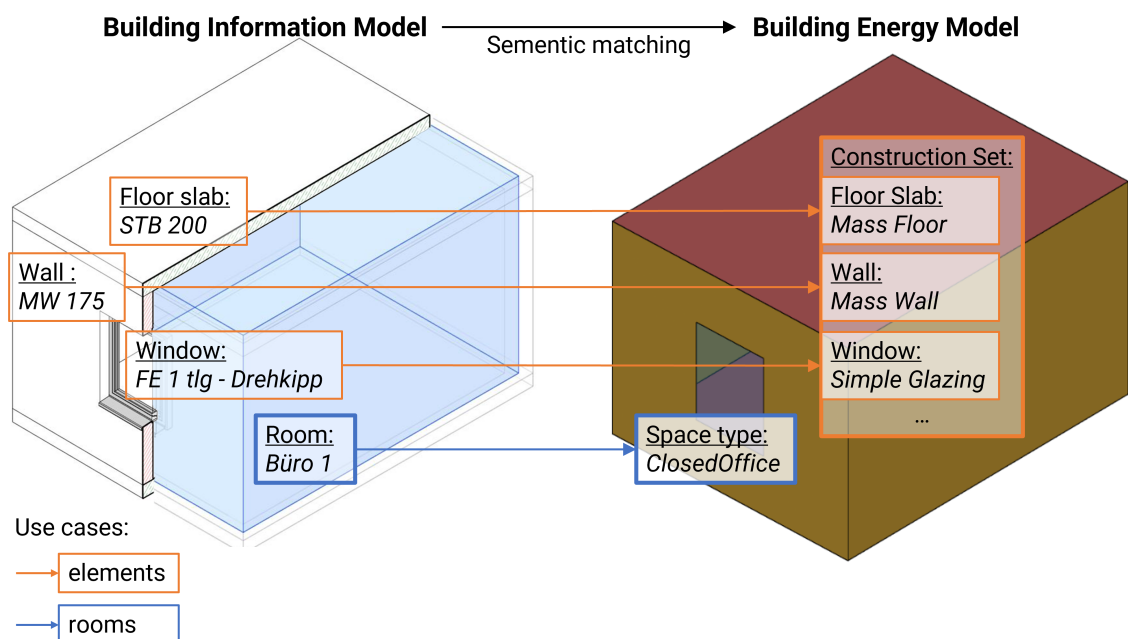 Building Information Model
Sementic matching
Building Energy Model
Floor slab:
STB 200
Wall :
MW 175
Window:
FE 1 tlg - Drehkipp
Room:
Büro 1
Construction Set:
Floor Slab:
Mass Floor
Wall:
Mass Wall
Window:
Simple Glazing
...
Space type:
ClosedOffice
Use cases:
elements
rooms